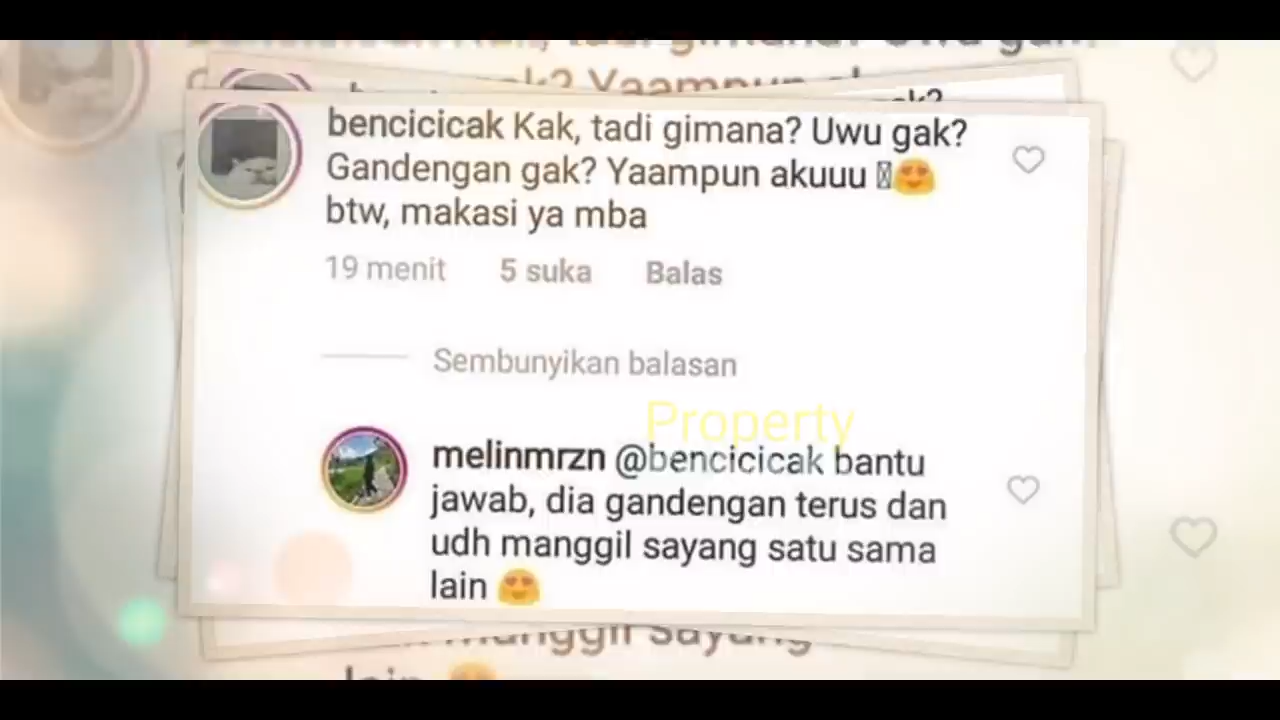 bencicicak Kak, tadi gimana? Uwu gak?
Gandengan gak? Yaampun akuuu 😍
btw, makasi ya mba
19 menit 5 suka Balas
Sembunyikan balasan
Property
melinmrzn @bencicicak bantu
jawab, dia gandengan terus dan
udh manggil sayang satu sama
lain 😍